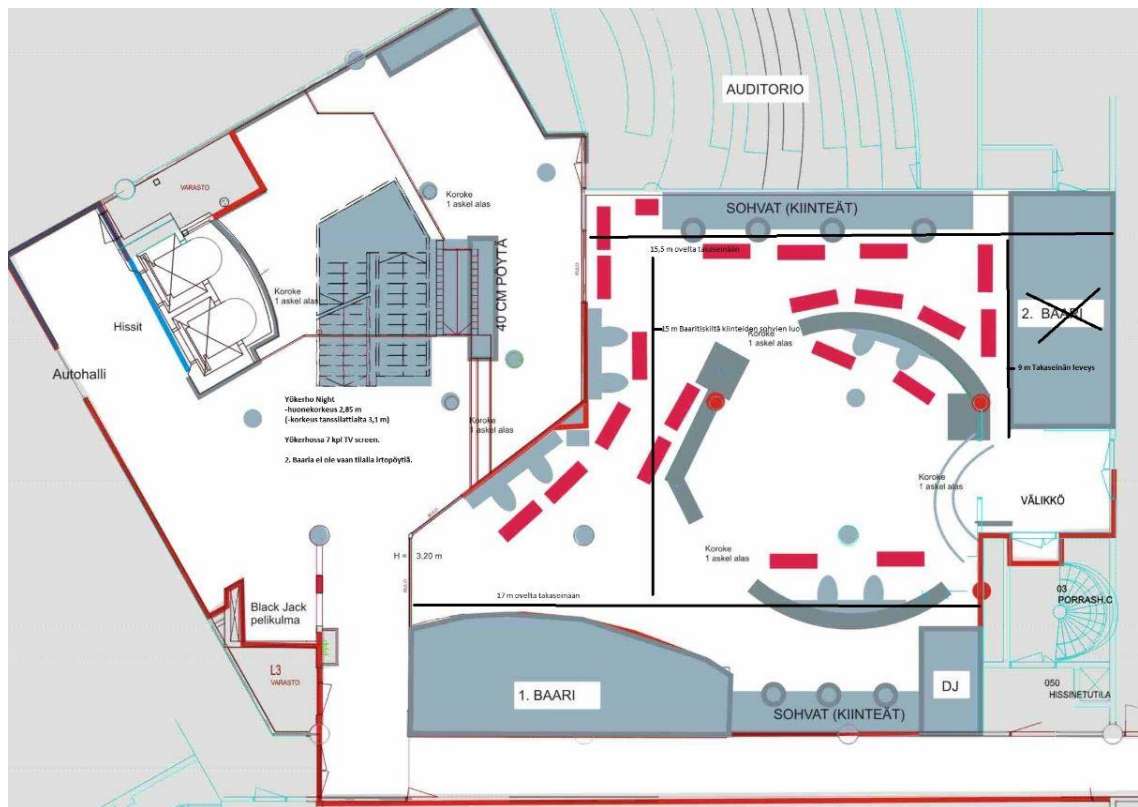 AUDITORIO
VARASTO
Koroke
1 askel alas
SOHVAT (KIINTEÄT)
15,5 m ovelta takaseinään
RULO
40 CM PÖYTÄ
Koroke
1 askel alas
Hissit
2. BAARI
15 m Baaritiskiltä kiinteiden sohvien luo
Koroke
1 askel alas
Autohalli
9 m Takaseinän leveys
Yökerho Night
-huonekorkeus 2,85 m
(-korkeus tanssilattialta 3,1 m)
Yökerhossa 7 kpl TV screen.
2. Baaria ei ole vaan tilalla irtopöytiä.
Koroke
1 askel alas
Koroke
1 askel alas
VÄLIKKÖ
RULO
H = 3,20 m
Koroke
1 askel alas
RULO
17 m ovelta takaseinään
03
PORRASH.C
Black Jack
pelikulma
PPP
L3
VARASTO
1. BAARI
DJ
050
HISSINETUTILA
SOHVAT (KIINTEÄT)